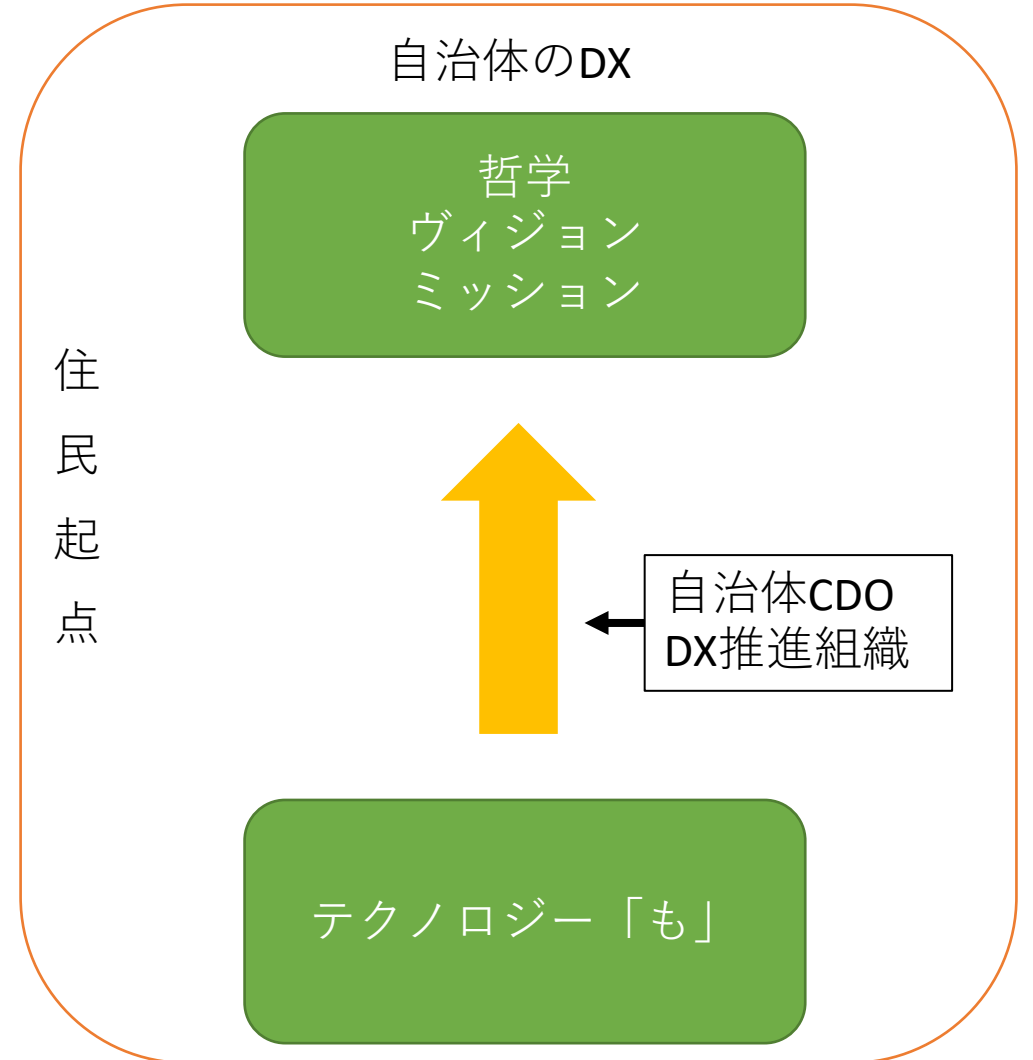 自治体のDX
哲学
ヴィジョン
ミッション
住民起点
自治体CDO
DX推進組織
テクノロジー「も」